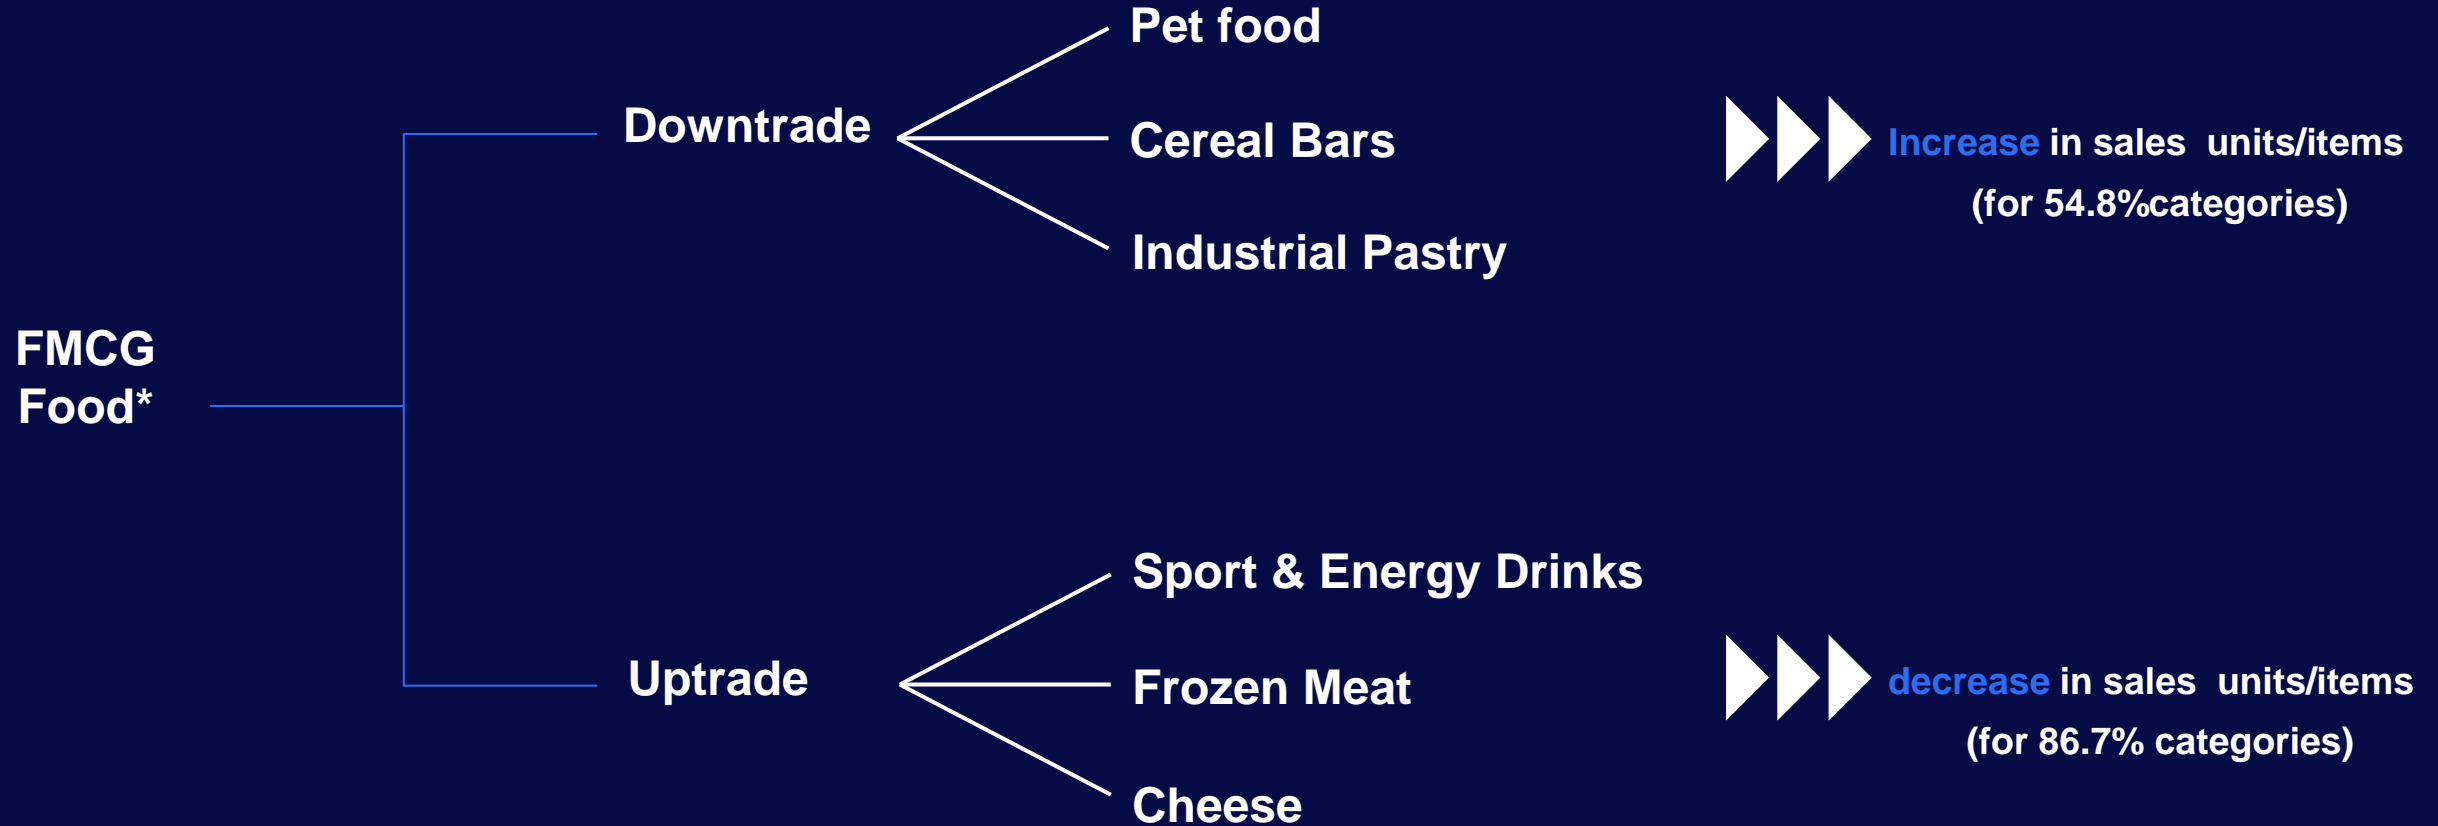 FMCG
Food*
Downtrade
Pet food
Cereal Bars
Industrial Pastry
Increase in sales units/items
(for 54.8%categories)
Uptrade
Sport & Energy Drinks
Frozen Meat
Cheese
decrease in sales units/items
(for 86.7% categories)